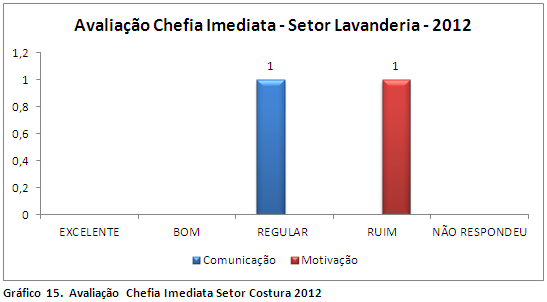 Avaliação Chefia Imediata - Setor Lavanderia - 2012
1,2
1
0,8
0,6
0,4
0,2
0
1
1
EXCELENTE BOM REGULAR RUIM NÃO RESPONDEU
Comunicação Motivação
Gráfico 15. Avaliação Chefia Imediata Setor Costura 2012